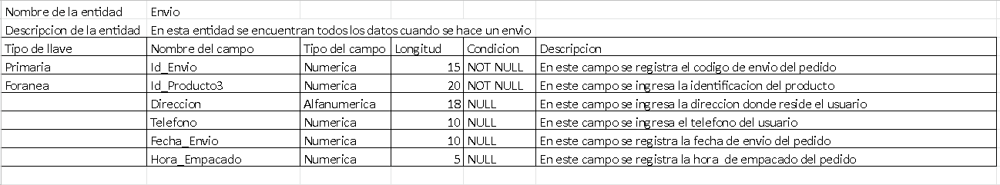 Nombre de la entidad Envio
Descripcion de la entidad En esta entidad se encuentran todos los datos cuando se hace un envio
Tipo de llave Nombre del campo Tipo del campo Longitud Condicion Descripcion
Primaria Id_Envio Numerica 15 NOT NULL En este campo se registra el codigo de envio del pedido
Foranea Id_Producto3 Numerica 20 NOT NULL En este campo se ingresa la identificacion del producto
Direccion Alfanumerica 18 NULL En este campo se ingresa la direccion donde reside el usuario
Telefono Numerica 10 NULL En este campo se ingresa el telefono del usuario
Fecha_Envio Numerica 10 NULL En este campo se registra la fecha de envio del pedido
Hora_Empacado Numerica 5 NULL En este campo se registra la hora  de empacado del pedido